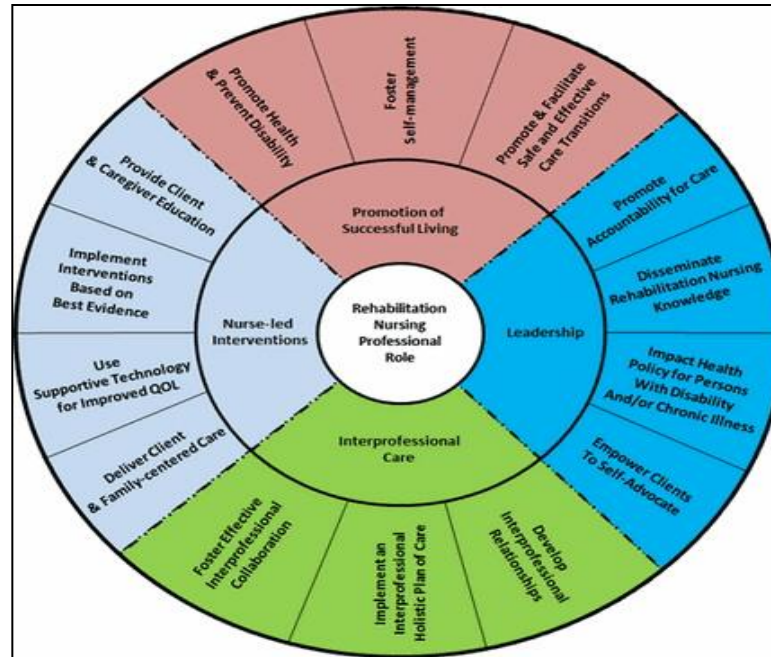 Promote Health
& Prevent Disability
Foster
Self-management
Promote & Facilitate
Safe and Effective
Care Transitions
Promotion of
Successful Living
Provide Client
& Caregiver Education
Implement
Interventions
Based on
Best Evidence
Use
Supportive Technology
for Improved QOL
Deliver Client
& Family-centered Care
Nurse-led
Interventions
Rehabilitation
Nursing
Professional
Role
Leadership
Promote
Accountability for Care
Disseminate
Rehabilitation Nursing
Knowledge
Impact Health
Policy for Persons
With Disability
And/or Chronic Illness
Empower Clients
To Self-Advocate
Interprofessional
Care
Foster Effective
Interprofessional
Collaboration
Implement an
Interprofessional
Holistic Plan of Care
Develop
Interprofessional
Relationships